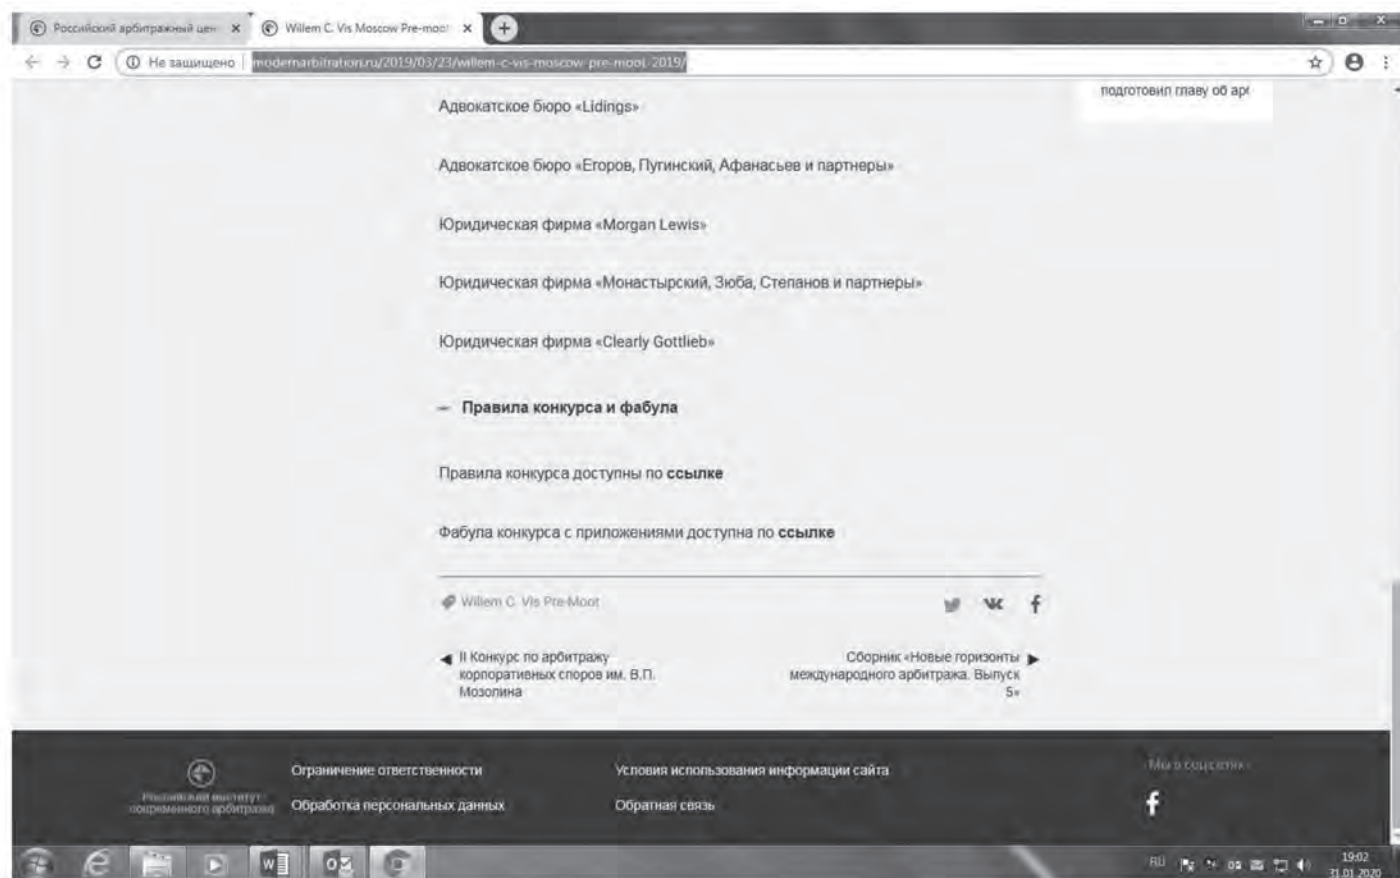 Российский арбитражный цен
Willem C. Vis Moscow Pre-moot
Не защищено
modernarbitration.ru/2019/03/23/willem-c-vis-moscow-pre-moot-2019/
подготовил главу об арб
Адвокатское бюро «Lidings»
Адвокатское бюро «Егоров, Пугинский, Афанасьев и партнеры»
Юридическая фирма «Morgan Lewis»
Юридическая фирма «Монастырский, Зюба, Степанов и партнеры»
Юридическая фирма «Clearly Gottlieb»
– Правила конкурса и фабула
Правила конкурса доступны по ссылке
Фабула конкурса с приложениями доступна по ссылке
Willem C. Vis Pre-Moot
II Конкурс по арбитражу
корпоративных споров им. В.П.
Мозолина
Сборник «Новые горизонты
международного арбитража. Выпуск
5»
Российский институт
современного арбитража
Ограничение ответственности
Обработка персональных данных
Условия использования информации сайта
Обратная связь
Мы в соцсетях
RU
19:02
31.01.2020